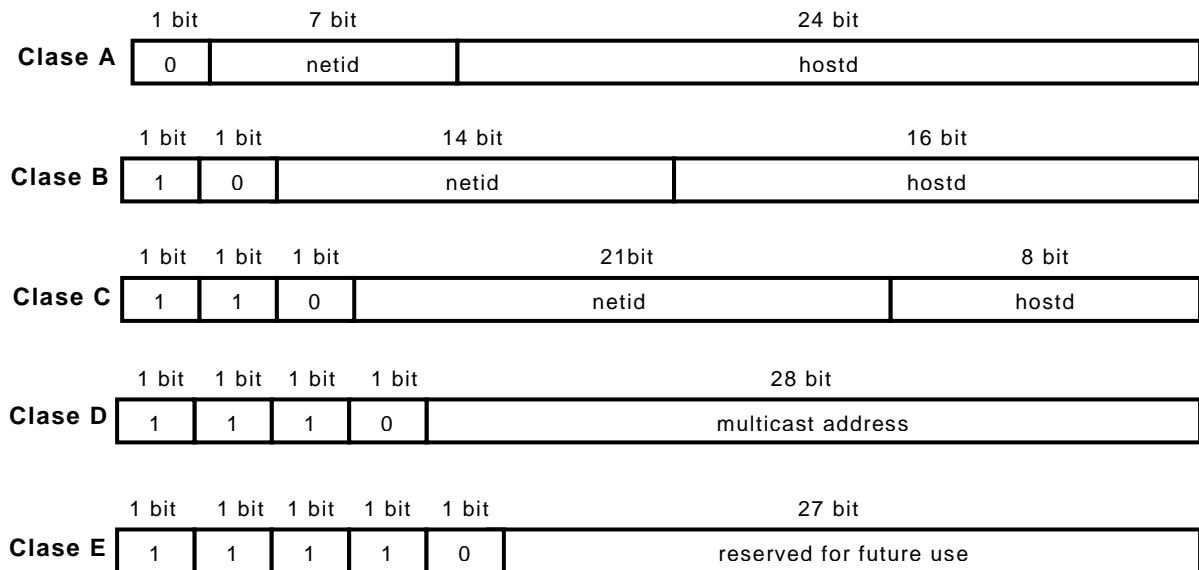 1 bit 7 bit 24 bit
Clase A 0 netid hostd
1 bit 1 bit 14 bit 16 bit
Clase B 1 0 netid hostd
1 bit 1 bit 1 bit 21bit 8 bit
Clase C 1 1 0 netid hostd
1 bit 1 bit 1 bit 1 bit 28 bit
Clase D 1 1 1 0 multicast address
1 bit 1 bit 1 bit 1 bit 1 bit 27 bit
Clase E 1 1 1 1 0 reserved for future use